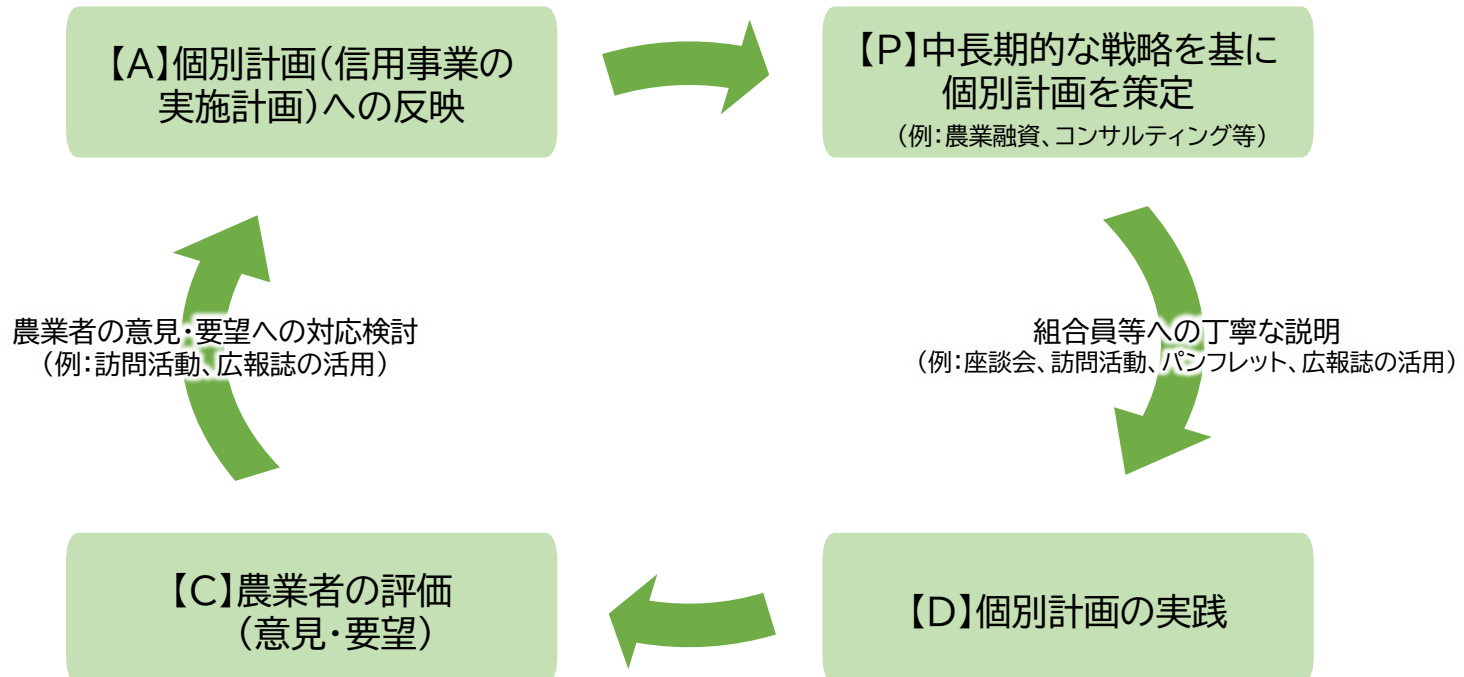 【A】個別計画（信用事業の
実施計画）への反映
【P】中長期的な戦略を基に
個別計画を策定
（例：農業融資、コンサルティング等）
農業者の意見・要望への対応検討
（例：訪問活動、広報誌の活用）
組合員等への丁寧な説明
（例：座談会、訪問活動、パンフレット、広報誌の活用）
【C】農業者の評価
（意見・要望）
【D】個別計画の実践